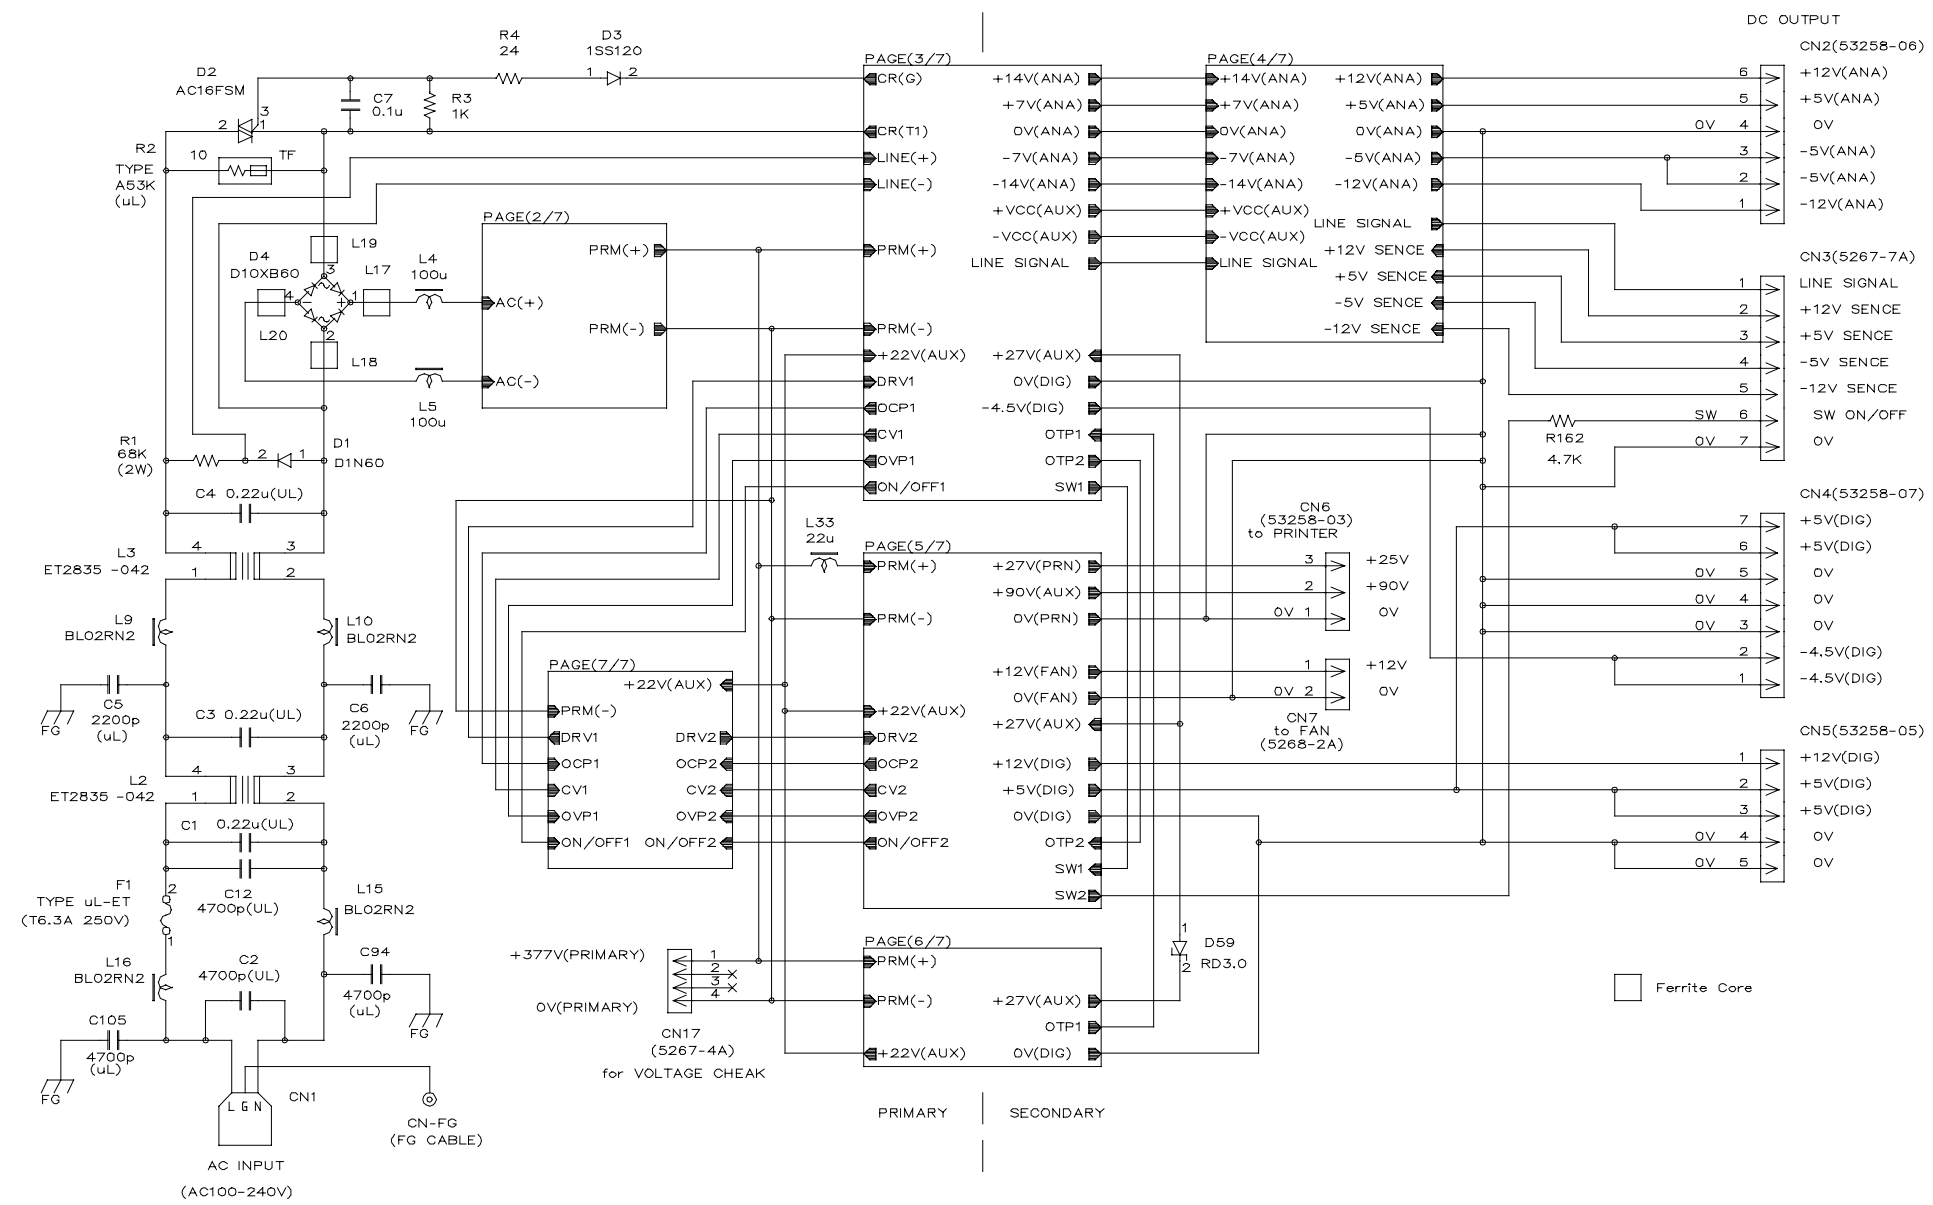 DC OUTPUT
R4
24
D3
1SS120
1
2
D2
AC16FSM
3
2
1
C7
0.1u
R3
1K
R2
TYPE
A53K
(uL)
10
TF
L19
D4
D10XB60
3
4
1
2
L17
L20
L18
L4
100u
L5
100u
PAGE(2/7)
PRM(+)
AC(+)
PRM(-)
AC(-)
R1
68K
(2W)
2
1
D1
D1N60
C4 0.22u(UL)
L3
ET2835 -042
4
3
1
2
L9
BL02RN2
L10
BL02RN2
C5
2200p
(uL)
FG
C3 0.22u(UL)
C6
2200p
(uL)
FG
L2
ET2835 -042
4
3
1
2
C1
0.22u(UL)
F1
TYPE uL-ET
(T6.3A 250V)
2
1
C12
4700p(UL)
L15
BL02RN2
L16
BL02RN2
C2
4700p(UL)
C94
4700p
(uL)
FG
C105
4700p
(uL)
FG
L G N
CN1
CN-FG
(FG CABLE)
AC INPUT
(AC100-240V)
PAGE(3/7)
CR(G)
+14V(ANA)
+7V(ANA)
CR(T1)
0V(ANA)
LINE(+)
-7V(ANA)
LINE(-)
-14V(ANA)
+VCC(AUX)
-VCC(AUX)
PRM(+)
LINE SIGNAL
PRM(-)
+22V(AUX)
+27V(AUX)
DRV1
0V(DIG)
OCP1
-4.5V(DIG)
CV1
OTP1
OVP1
OTP2
ON/OFF1
SW1
PAGE(4/7)
+14V(ANA)
+12V(ANA)
+7V(ANA)
+5V(ANA)
0V(ANA)
0V(ANA)
-7V(ANA)
-5V(ANA)
-14V(ANA)
-12V(ANA)
+VCC(AUX)
LINE SIGNAL
-VCC(AUX)
+12V SENCE
LINE SIGNAL
+5V SENCE
-5V SENCE
-12V SENCE
L33
22u
PAGE(5/7)
PRM(+)
+27V(PRN)
+90V(AUX)
PRM(-)
0V(PRN)
+12V(FAN)
0V(FAN)
+22V(AUX)
+27V(AUX)
DRV2
OCP2
+12V(DIG)
CV2
+5V(DIG)
OVP2
0V(DIG)
ON/OFF2
OTP2
SW1
SW2
PAGE(7/7)
+22V(AUX)
PRM(-)
DRV1
DRV2
OCP1
OCP2
CV1
CV2
OVP1
OVP2
ON/OFF1
ON/OFF2
PAGE(6/7)
PRM(+)
PRM(-)
+27V(AUX)
OTP1
+22V(AUX)
0V(DIG)
+377V(PRIMARY)
0V(PRIMARY)
1
2
3
4
CN17
(5267-4A)
for VOLTAGE CHEAK
PRIMARY
SECONDARY
1
2
D59
RD3.0
CN6
(53258-03)
to PRINTER
3
+25V
2
+90V
0V 1
0V
1
+12V
0V 2
0V
CN7
to FAN
(5268-2A)
R162
4.7K
CN2(53258-06)
6
+12V(ANA)
5
+5V(ANA)
0V 4
0V
3
-5V(ANA)
2
-5V(ANA)
1
-12V(ANA)
CN3(5267-7A)
1
LINE SIGNAL
2
+12V SENCE
3
+5V SENCE
4
-5V SENCE
5
-12V SENCE
SW 6
SW ON/OFF
0V 7
0V
CN4(53258-07)
7
+5V(DIG)
6
+5V(DIG)
0V 5
0V
0V 4
0V
0V 3
0V
2
-4.5V(DIG)
1
-4.5V(DIG)
CN5(53258-05)
1
+12V(DIG)
2
+5V(DIG)
3
+5V(DIG)
0V 4
0V
0V 5
0V
Ferrite Core